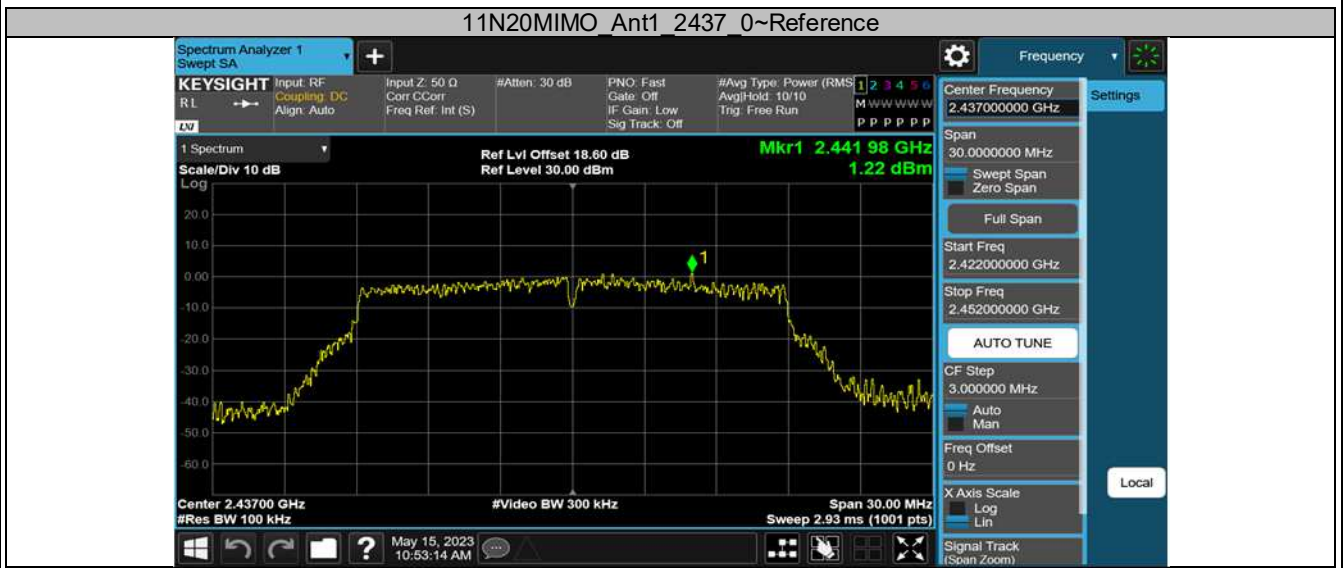 11N20MIMO_Ant1_2437_0~Reference
Spectrum Analyzer 1
Swept SA
+
Frequency
KEYSIGHT
RL
LXI
Input: RF
Coupling: DC
Align: Auto
Input Z: 50 Ω
Corr CCorr
Freq Ref: Int (S)
#Atten: 30 dB
PNO: Fast
Gate: Off
IF Gain: Low
Sig Track: Off
#Avg Type: Power (RMS
Avg|Hold: 10/10
Trig: Free Run
1 2 3 4 5 6
M W W W W W
P P P P P P
1 Spectrum
Scale/Div 10 dB
Log
Ref Lvl Offset 18.60 dB
Ref Level 30.00 dBm
Mkr1 2.441 98 GHz
1.22 dBm
1
20.0
10.0
0.00
-10.0
-20.0
-30.0
-40.0
-50.0
-60.0
Center 2.43700 GHz
#Res BW 100 kHz
#Video BW 300 kHz
Span 30.00 MHz
Sweep 2.93 ms (1001 pts)
?
May 15, 2023
10:53:14 AM
Center Frequency
2.437000000 GHz
Span
30.0000000 MHz
Swept Span
Zero Span
Full Span
Start Freq
2.422000000 GHz
Stop Freq
2.452000000 GHz
AUTO TUNE
CF Step
3.000000 MHz
Auto
Man
Freq Offset
0 Hz
X Axis Scale
Log
Lin
Signal Track
(Span Zoom)
Settings
Local